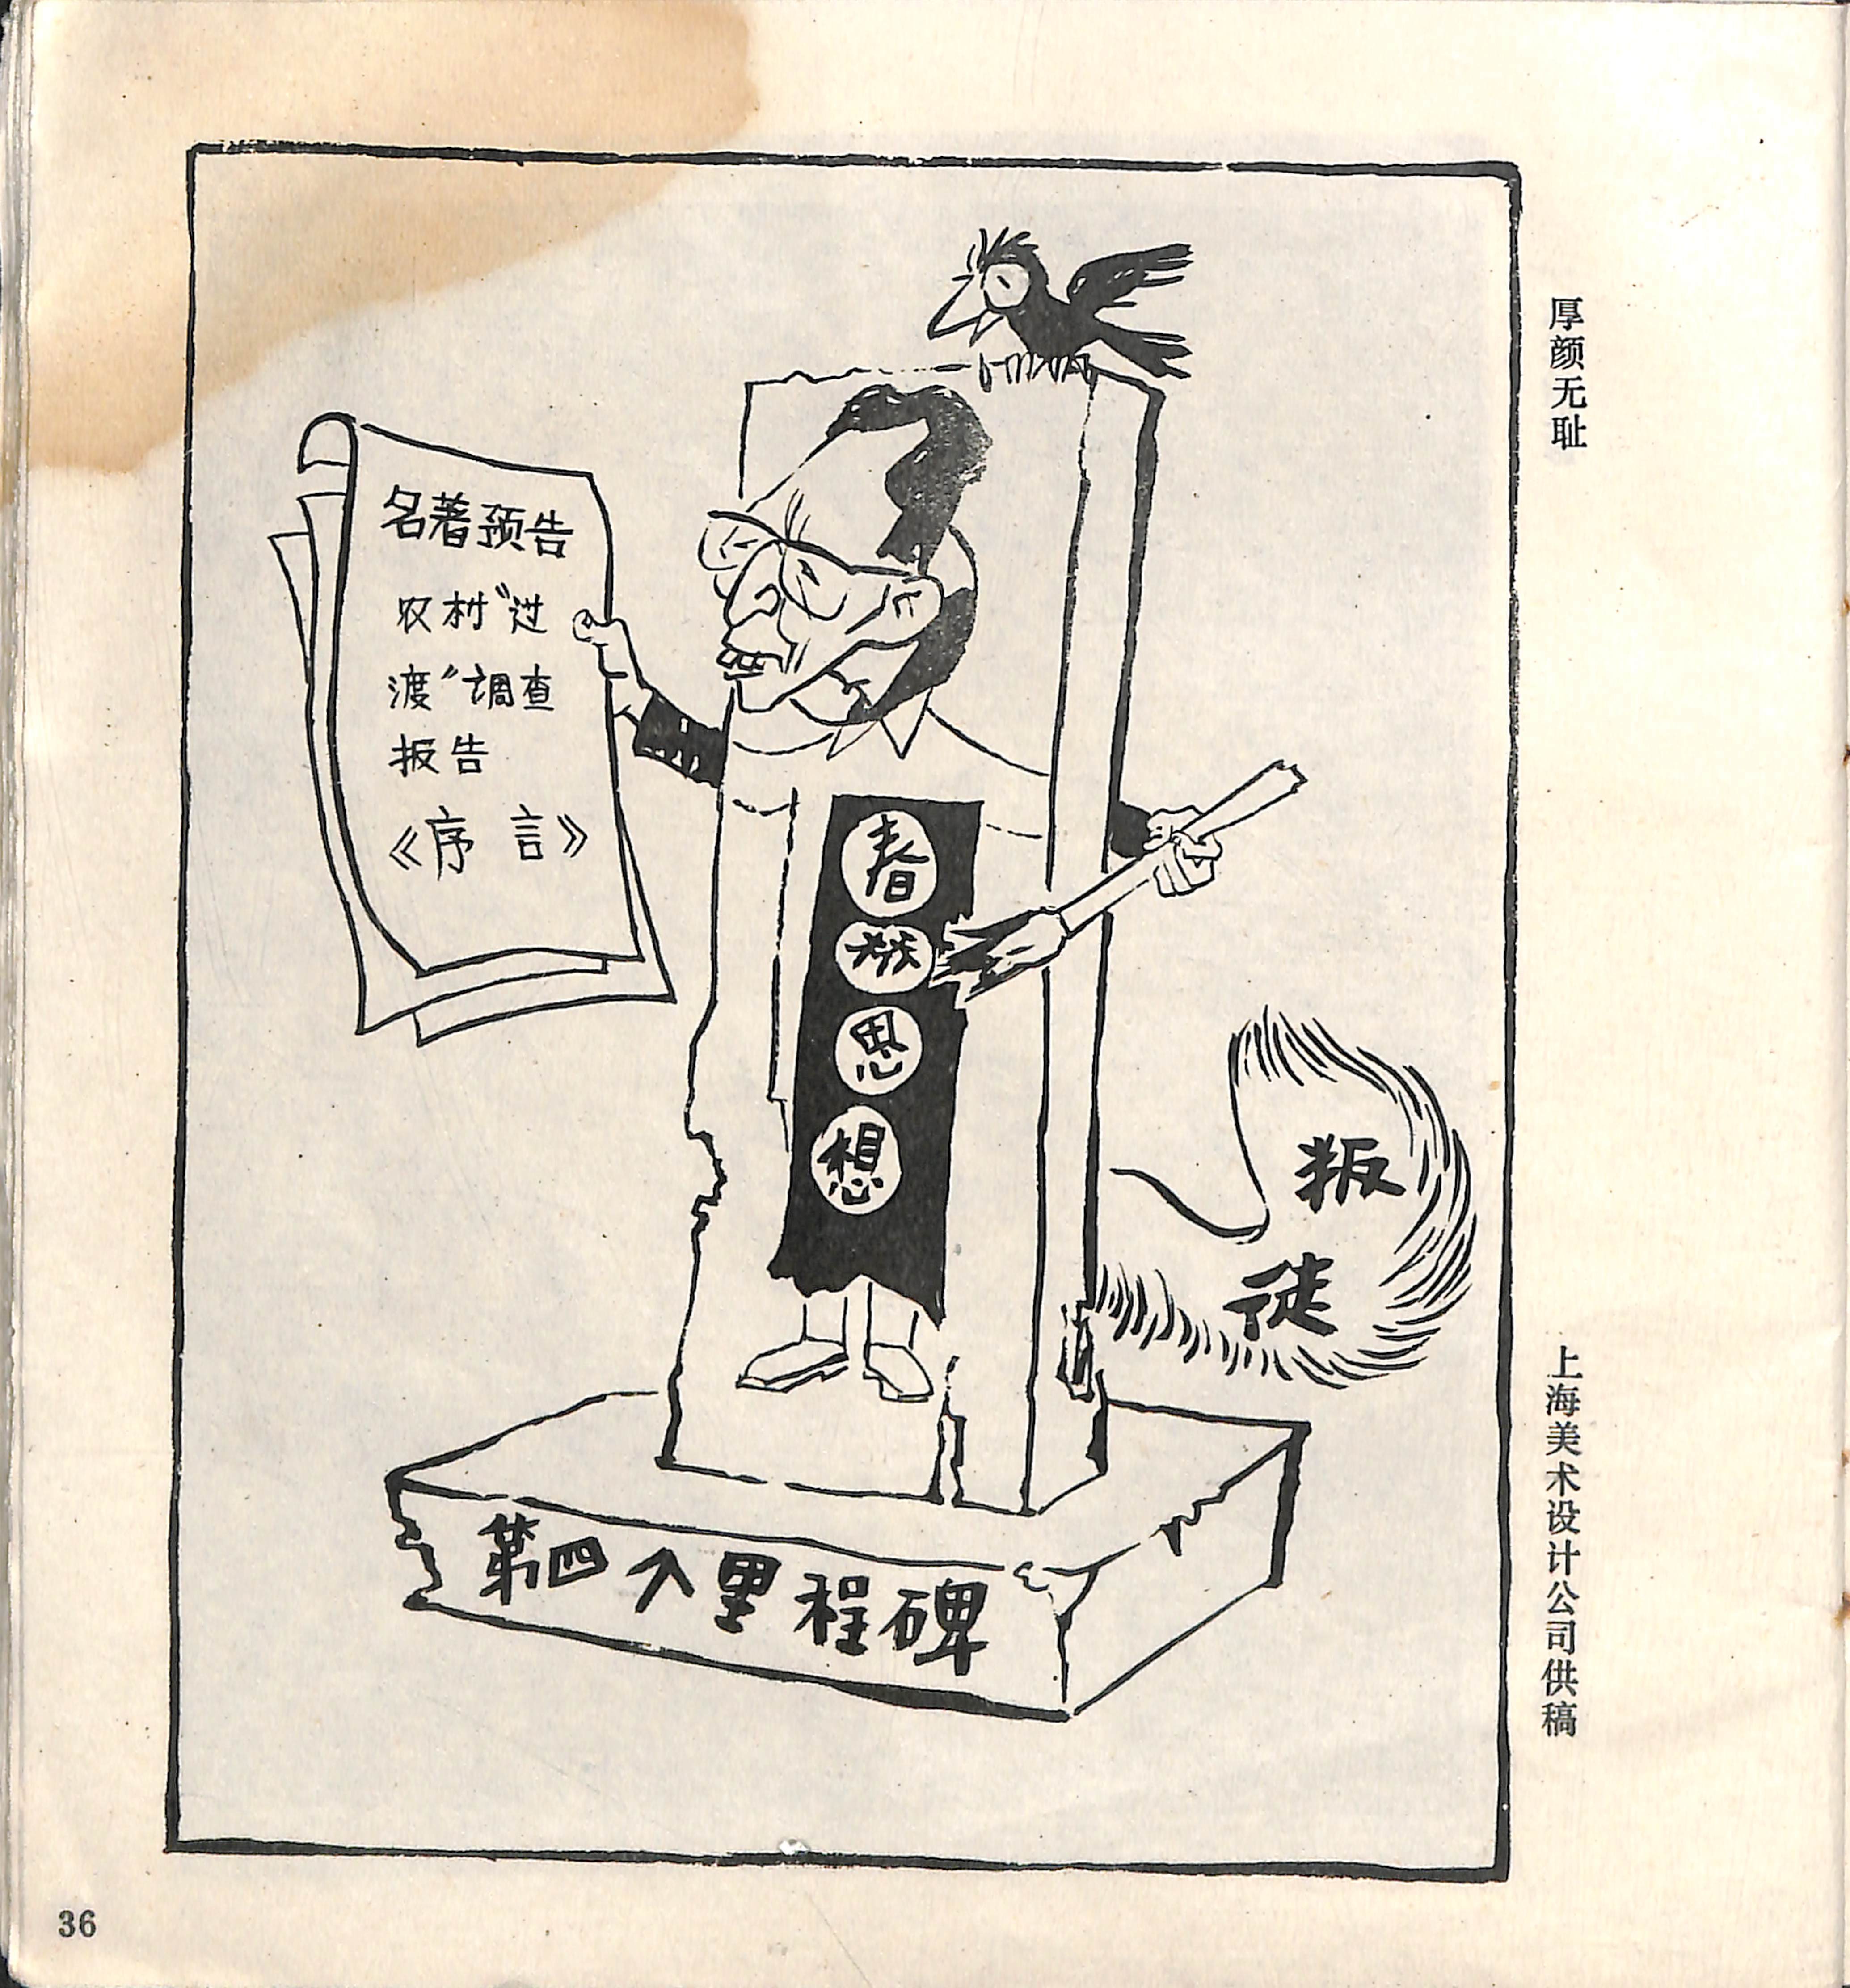 厚颜无耻
名著预告
农村“过
渡”调查
报告
《序言》
春
桥
思
想
叛
徒
第四个里程碑
上海美术设计公司供稿
36